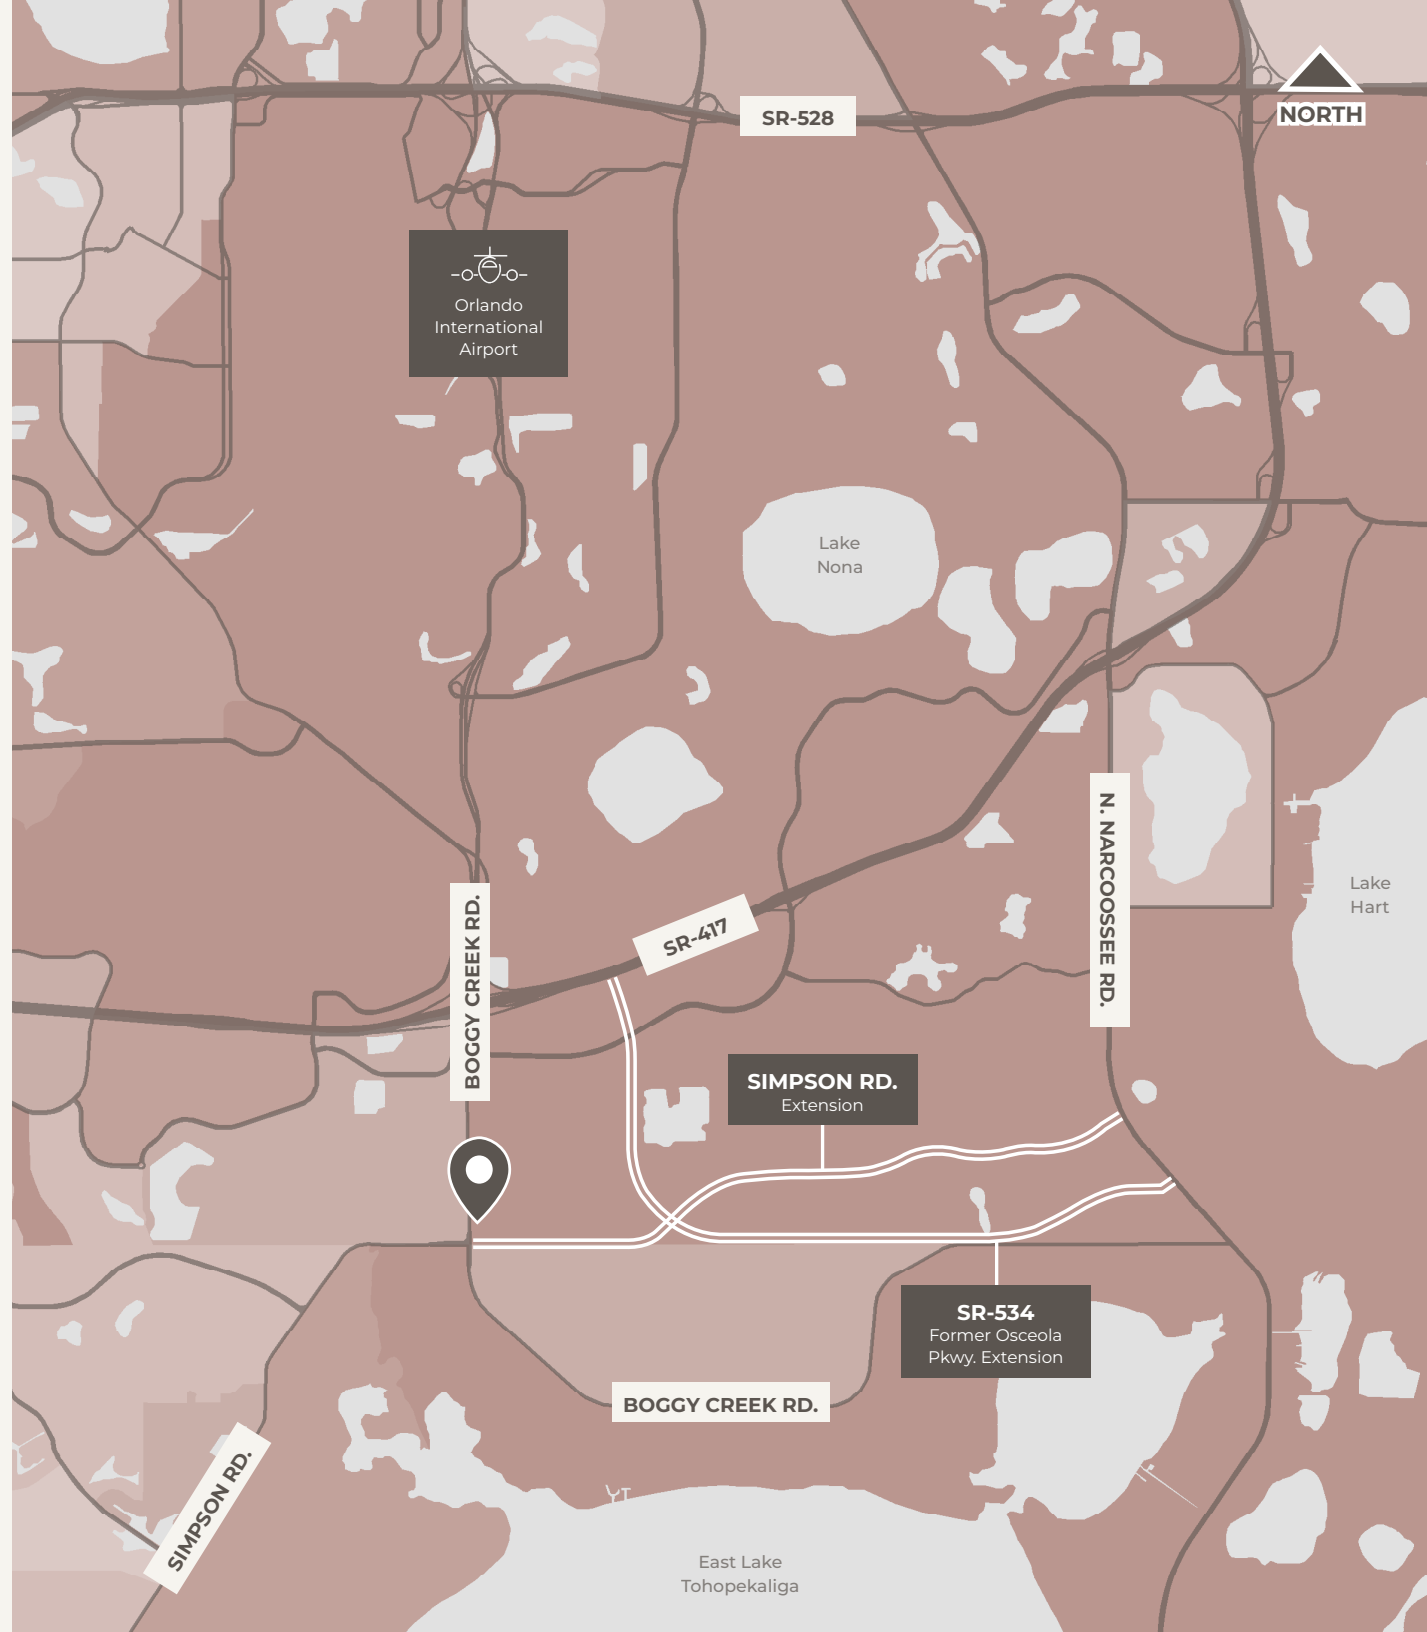 SR-528
NORTH
Orlando
International
Airport
Lake
Nona
N. NARCOOSSEE RD.
Lake
Hart
BOGGY CREEK RD.
SR-417
SIMPSON RD.
Extension
SR-534
Former Osceola
Pkwy. Extension
BOGGY CREEK RD.
SIMPSON RD.
East Lake
Tohopekaliga